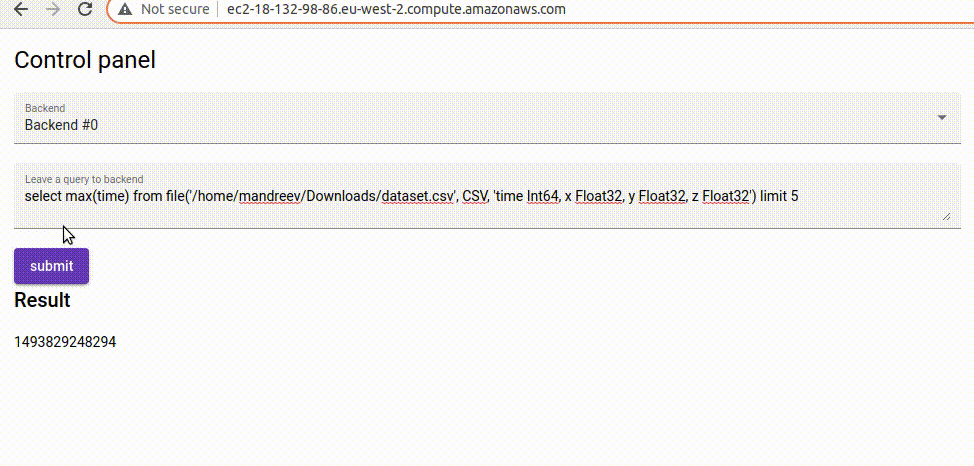 Not secure ec2-18-132-98-86.eu-west-2.compute.amazonaws.com
Control panel
Backend
Backend #0
Leave a query to backend
select max(time) from file('/home/mandreev/Downloads/dataset.csv', CSV, 'time Int64, x Float32, y Float32, z Float32') limit 5
submit
Result
1493829248294